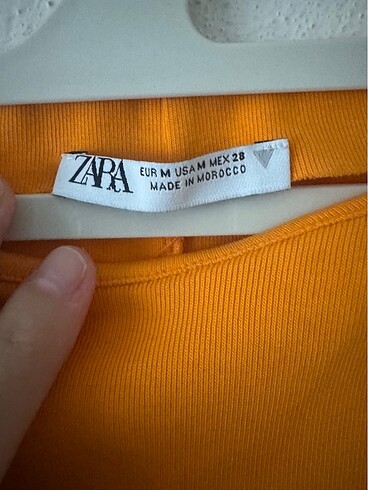 ZARA
EUR M USA M MEX 28
MADE IN MOROCCO